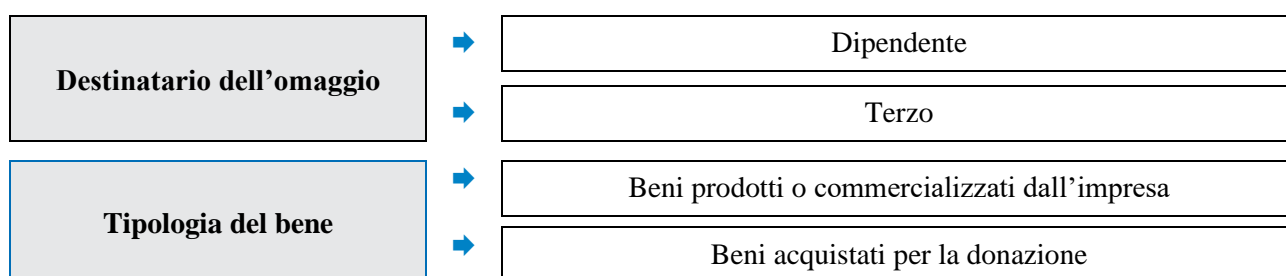 Destinatario dell’omaggio
Dipendente
Terzo
Tipologia del bene
Beni prodotti o commercializzati dall’impresa
Beni acquistati per la donazione